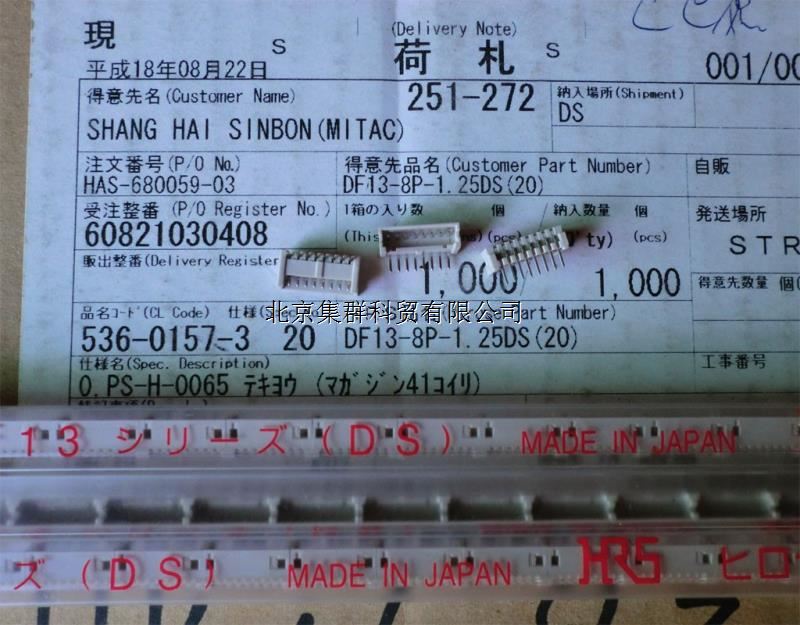 現 S (Delivery Note) 荷 札 S
平成18年08月22日 001/00
得意先名(Customer Name) 251-272 納入場所(Shipment)
SHANG HAI SINBON(MITAC) DS
注文番号(P/O No.) 得意先品名(Customer Part Number) 自販
HAS-680059-03 DF13-8P-1.25DS(20)
受注整番 (P/O Register No.) 1箱の入り数 個 納入数量 個 発送場所
60821030408 (This (pcs) ty) (pcs) STR
販出整番(Delivery Register 1,000 1,000 得意先数量 個
品名コード(CL Code) 仕様(S Part Number)
北京集群科贸有限公司
536-0157-3 20 DF13-8P-1.25DS(20)
仕様名(Spec. Description) 工事番号
0.PS-H-0065 テキヨウ (マガジン41コイリ)
13 シリーズ(DS) MADE IN JAPAN
ズ(DS) MADE IN JAPAN HRS ヒロ